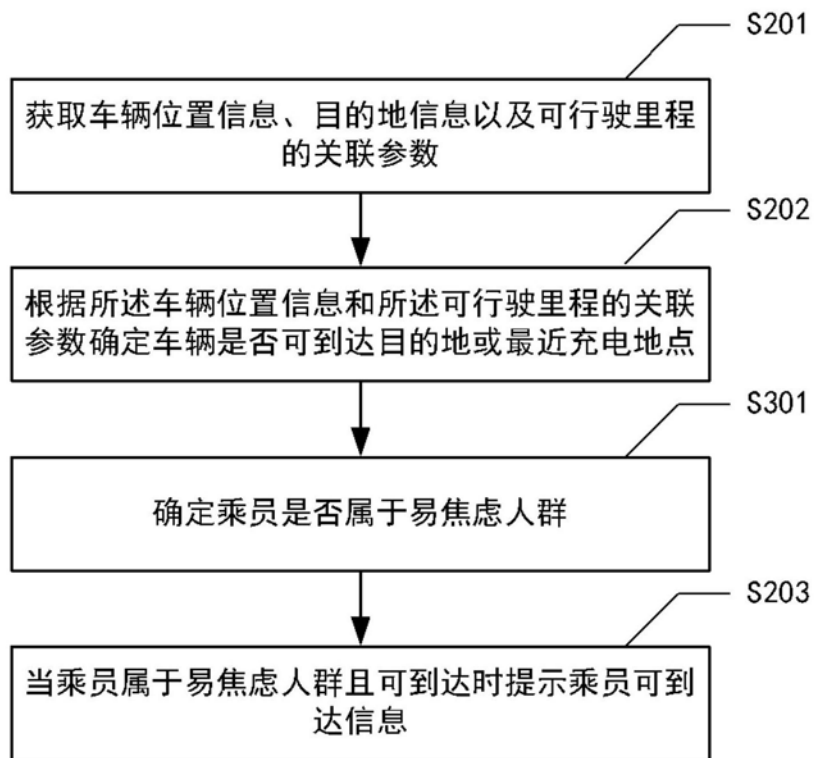 S201
获取车辆位置信息、目的地信息以及可行驶里程
的关联参数
S202
根据所述车辆位置信息和所述可行驶里程的关联
参数确定车辆是否可到达目的地或最近充电地点
S301
确定乘员是否属于易焦虑人群
S203
当乘员属于易焦虑人群且可到达时提示乘员可到
达信息